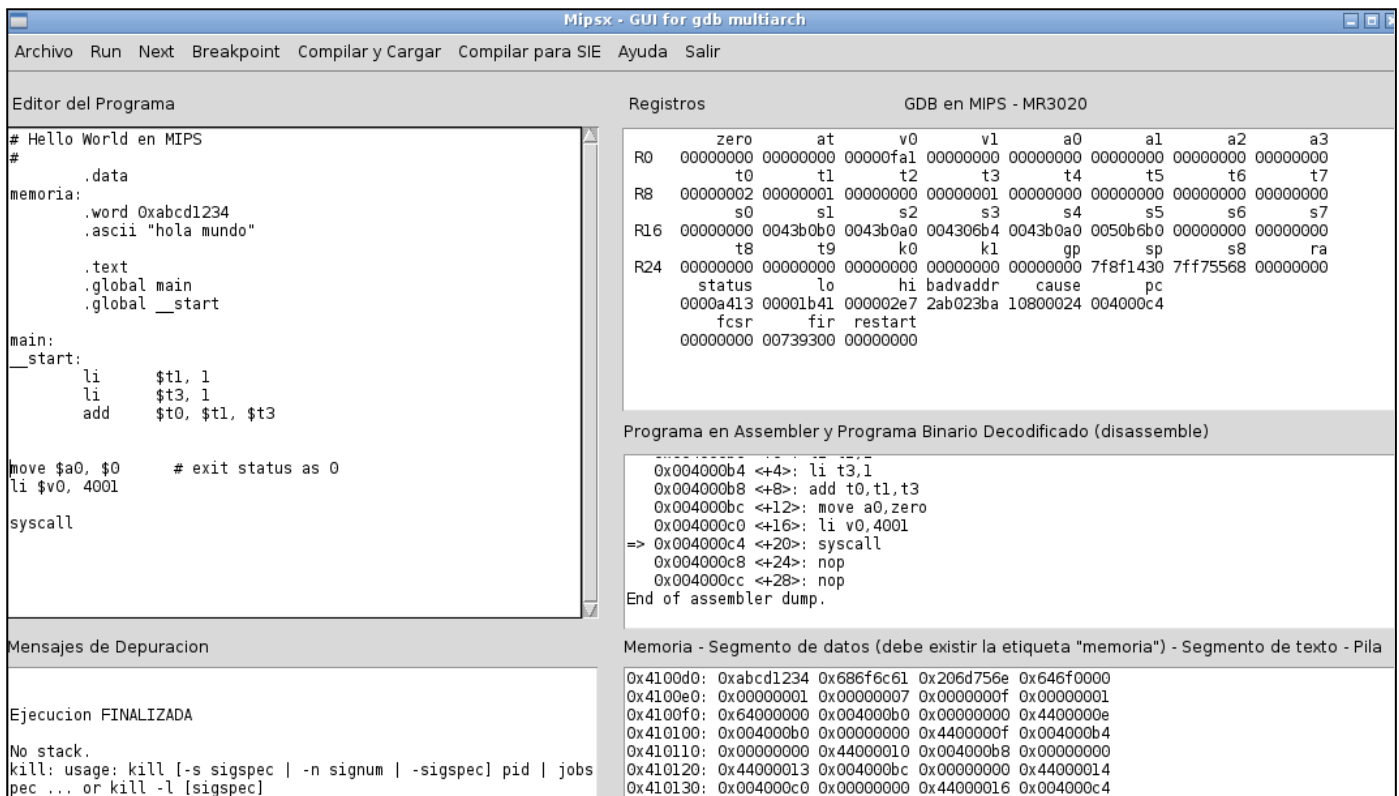 Mipsx - GUI for gdb multiarch
Archivo Run Next Breakpoint Compilar y Cargar Compilar para SIE Ayuda Salir
Editor del Programa
# Hello World en MIPS
#
.data
memoria:
.word 0xabcd1234
.ascii "hola mundo"
.text
.global main
.global __start
main:
__start:
li $t1, 1
li $t3, 1
add $t0, $t1, $t3
move $a0, $0 # exit status as 0
li $v0, 4001
syscall
Registros GDB en MIPS - MR3020
zero at v0 v1 a0 a1 a2 a3
R0 00000000 00000000 00000fa1 00000000 00000000 00000000 00000000 00000000
t0 t1 t2 t3 t4 t5 t6 t7
R8 00000002 00000001 00000000 00000001 00000000 00000000 00000000 00000000
s0 s1 s2 s3 s4 s5 s6 s7
R16 00000000 0043b0b0 0043b0a0 004306b4 0043b0a0 0050b6b0 00000000 00000000
t8 t9 k0 k1 gp sp s8 ra
R24 00000000 00000000 00000000 00000000 00000000 7f8f1430 7ff75568 00000000
status lo hi badvaddr cause pc
0000a413 00001b41 000002e7 2ab023ba 10800024 004000c4
fcsr fir restart
00000000 00739300 00000000
Programa en Assembler y Programa Binario Decodificado (disassemble)
0x004000b4 <+4>: li t3,1
0x004000b8 <+8>: add t0,t1,t3
0x004000bc <+12>: move a0,zero
0x004000c0 <+16>: li v0,4001
=> 0x004000c4 <+20>: syscall
0x004000c8 <+24>: nop
0x004000cc <+28>: nop
End of assembler dump.
Mensajes de Depuracion
Ejecucion FINALIZADA
No stack.
kill: usage: kill [-s sigspec | -n signum | -sigspec] pid | jobs
pec ... or kill -l [sigspec]
Memoria - Segmento de datos (debe existir la etiqueta "memoria") - Segmento de texto - Pila
0x4100d0: 0xabcd1234 0x686f6c61 0x206d756e 0x646f0000
0x4100e0: 0x00000001 0x00000007 0x0000000f 0x00000001
0x4100f0: 0x64000000 0x004000b0 0x00000000 0x4400000e
0x410100: 0x004000b0 0x00000000 0x4400000f 0x004000b4
0x410110: 0x00000000 0x44000010 0x004000b8 0x00000000
0x410120: 0x44000013 0x004000bc 0x00000000 0x44000014
0x410130: 0x004000c0 0x00000000 0x44000016 0x004000c4